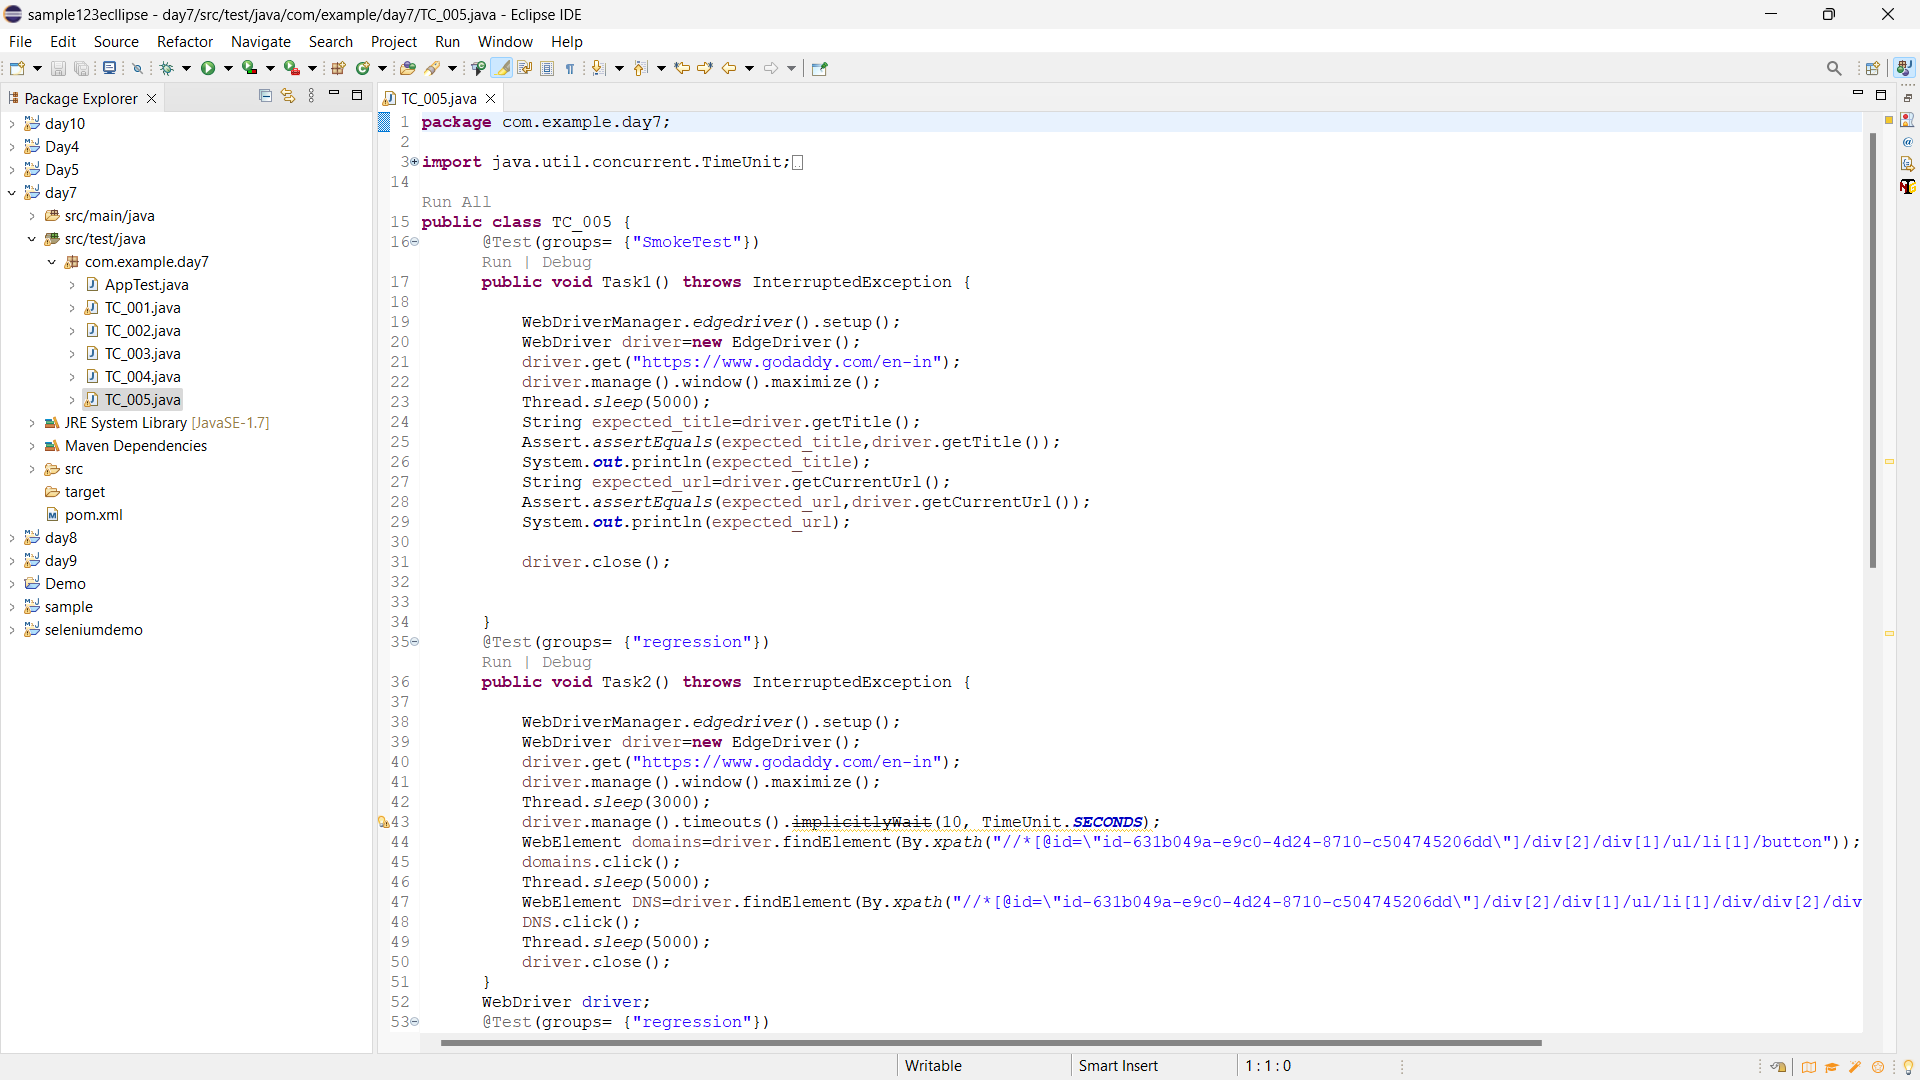 sample123ecllipse - day7/src/test/java/com/example/day7/TC_005.java - Eclipse IDE
File Edit Source Refactor Navigate Search Project Run Window Help
Package Explorer
day10
Day4
Day5
day7
src/main/java
src/test/java
com.example.day7
AppTest.java
TC_001.java
TC_002.java
TC_003.java
TC_004.java
TC_005.java
JRE System Library [JavaSE-1.7]
Maven Dependencies
src
target
pom.xml
day8
day9
Demo
sample
seleniumdemo
TC_005.java
1 package com.example.day7;
2
3 import java.util.concurrent.TimeUnit;
14
Run All
15 public class TC_005 {
16 @Test(groups= {"SmokeTest"})
Run | Debug
17 public void Task1() throws InterruptedException {
18
19 WebDriverManager.edgedriver().setup();
20 WebDriver driver=new EdgeDriver();
21 driver.get("https://www.godaddy.com/en-in");
22 driver.manage().window().maximize();
23 Thread.sleep(5000);
24 String expected_title=driver.getTitle();
25 Assert.assertEquals(expected_title,driver.getTitle());
26 System.out.println(expected_title);
27 String expected_url=driver.getCurrentUrl();
28 Assert.assertEquals(expected_url,driver.getCurrentUrl());
29 System.out.println(expected_url);
30
31 driver.close();
32
33
34 }
35 @Test(groups= {"regression"})
Run | Debug
36 public void Task2() throws InterruptedException {
37
38 WebDriverManager.edgedriver().setup();
39 WebDriver driver=new EdgeDriver();
40 driver.get("https://www.godaddy.com/en-in");
41 driver.manage().window().maximize();
42 Thread.sleep(3000);
43 driver.manage().timeouts().implicitlyWait(10, TimeUnit.SECONDS);
44 WebElement domains=driver.findElement(By.xpath("//*[@id=\"id-631b049a-e9c0-4d24-8710-c504745206dd\"]/div[2]/div[1]/ul/li[1]/button"));
45 domains.click();
46 Thread.sleep(5000);
47 WebElement DNS=driver.findElement(By.xpath("//*[@id=\"id-631b049a-e9c0-4d24-8710-c504745206dd\"]/div[2]/div[1]/ul/li[1]/div/div[2]/div
48 DNS.click();
49 Thread.sleep(5000);
50 driver.close();
51 }
52 WebDriver driver;
53 @Test(groups= {"regression"})
Writable Smart Insert 1 : 1 : 0